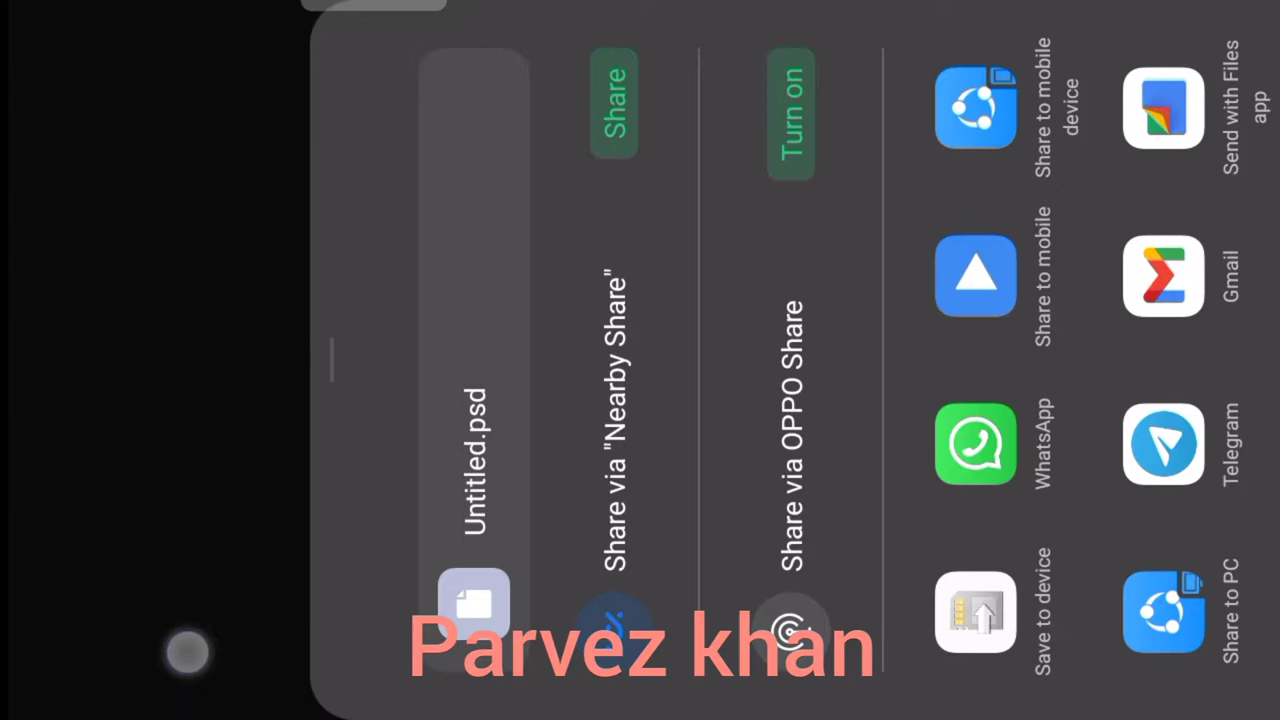 Untitled.psd
Share via "Nearby Share"
Share
Share via OPPO Share
Turn on
Save to device
WhatsApp
Share to mobile
Share to mobile
device
Share to PC
Telegram
Gmail
Send with Files
app
Parvez khan